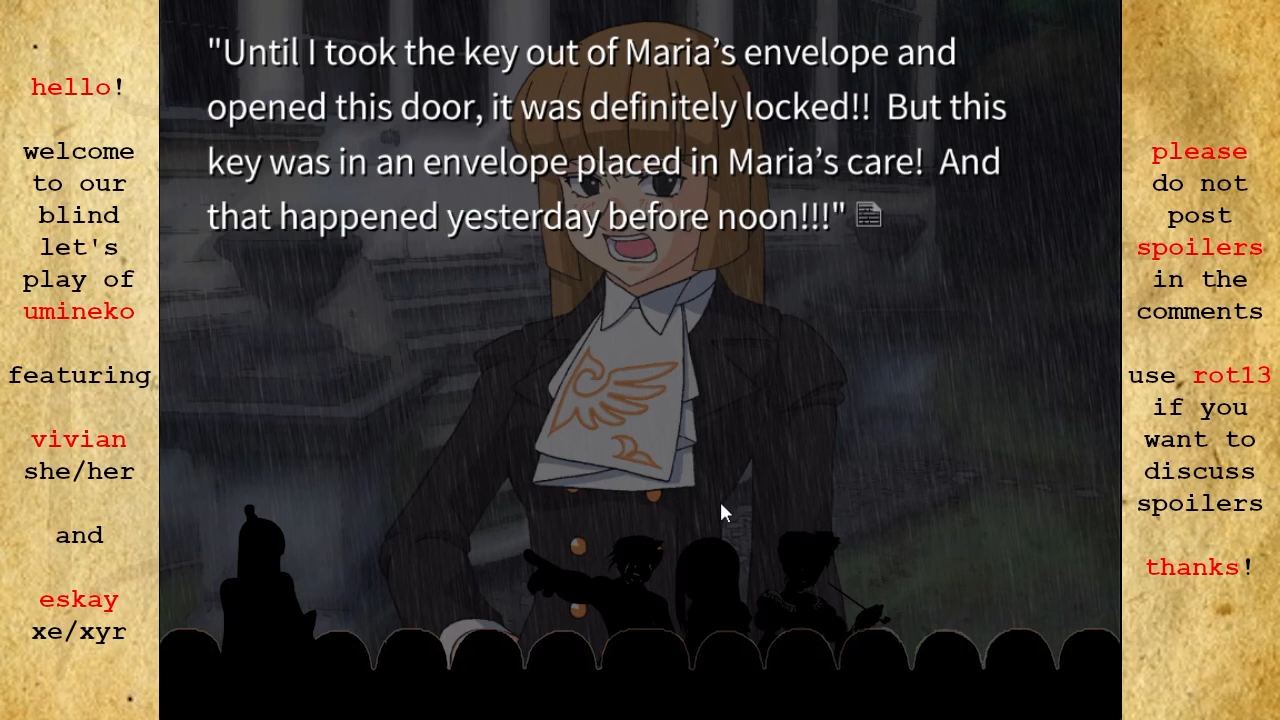 hello!
welcome
to our
blind
let's
play of
umineko
featuring
vivian
she/her
and
eskay
xe/xyr
"Until I took the key out of Maria’s envelope and
opened this door, it was definitely locked!!  But this
key was in an envelope placed in Maria’s care!  And
that happened yesterday before noon!!!"
please
do not
post
spoilers
in the
comments
use rot13
if you
want to
discuss
spoilers
thanks!